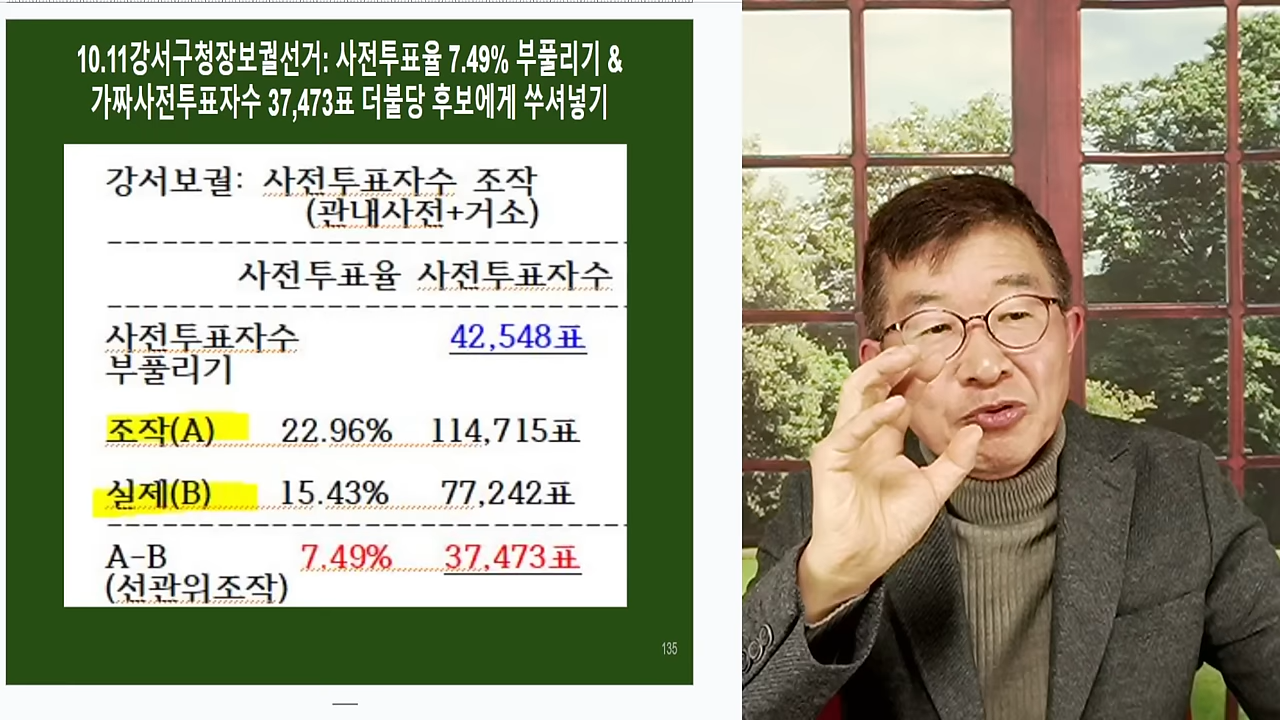 10.11강서구청장보궐선거: 사전투표율 7.49% 부풀리기 &
가짜사전투표자수 37,473표 더불당 후보에게 쑤셔넣기
강서보궐: 사전투표자수 조작
(관내사전+거소)
사전투표율 사전투표자수
사전투표자수 42,548표
부풀리기
조작(A) 22.96% 114,715표
실제(B) 15.43% 77,242표
A-B 7.49% 37,473표
(선관위조작)
135